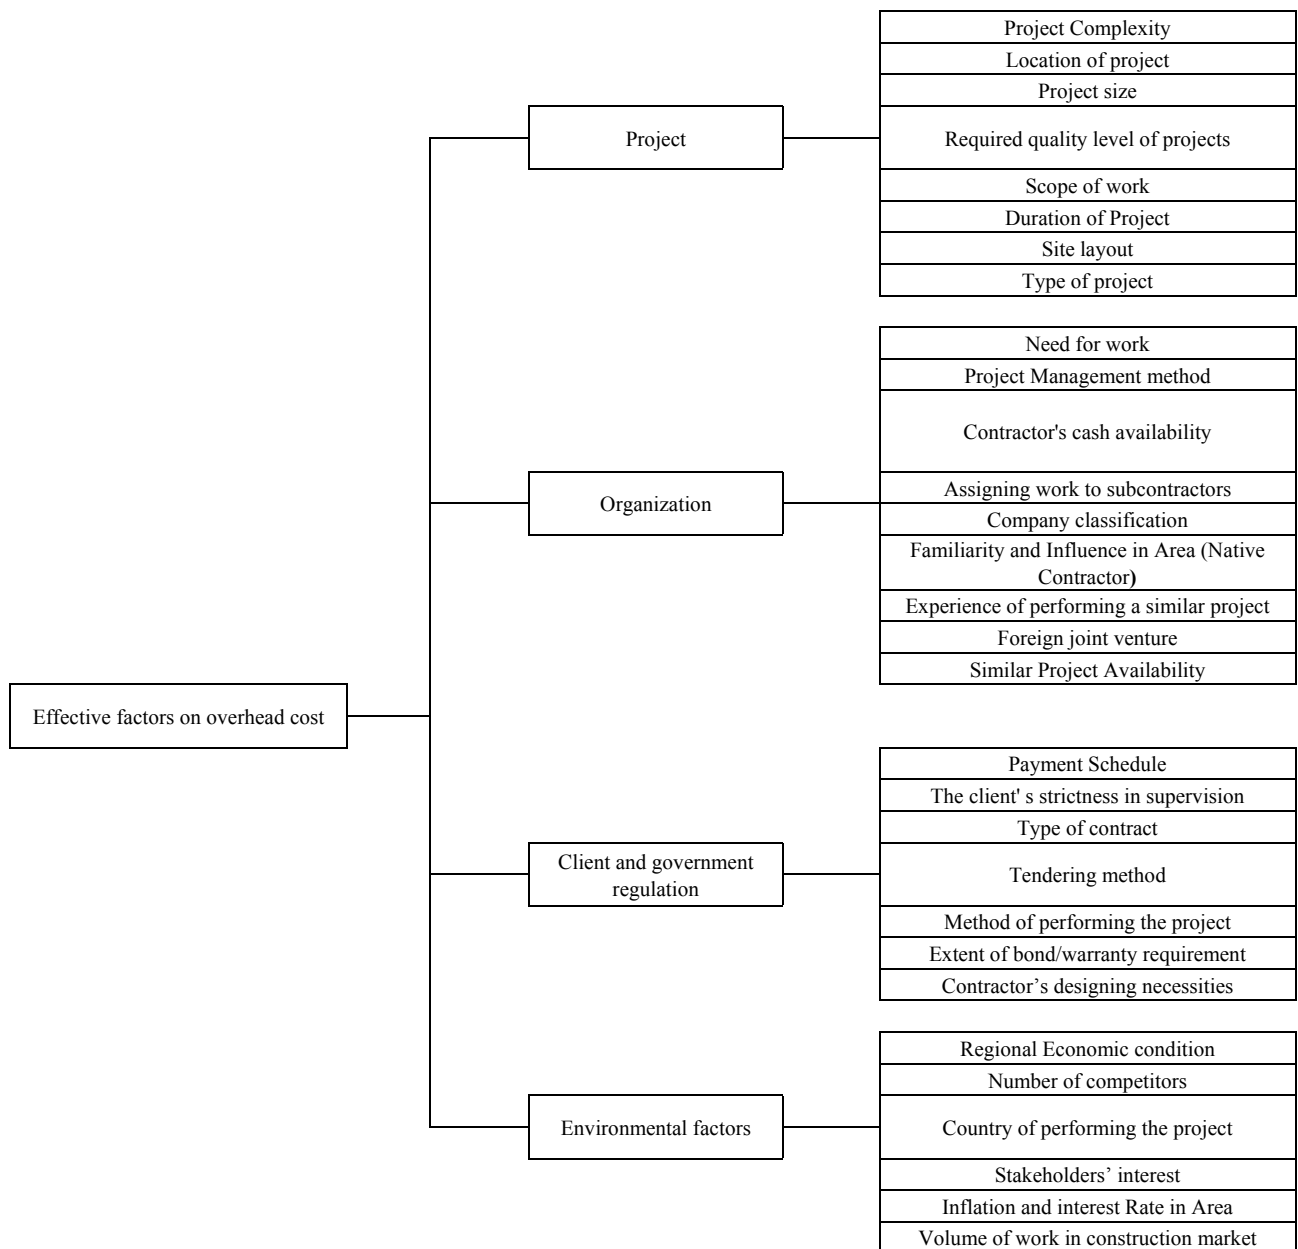 Project Complexity
Location of project
Project size
Project
Required quality level of projects
Scope of work
Duration of Project
Site layout
Type of project
Need for work
Project Management method
Contractor's cash availability
Organization
Assigning work to subcontractors
Company classification
Familiarity and Influence in Area (Native
Contractor)
Experience of performing a similar project
Foreign joint venture
Similar Project Availability
Effective factors on overhead cost
Payment Schedule
The client' s strictness in supervision
Type of contract
Client and government
regulation
Tendering method
Method of performing the project
Extent of bond/warranty requirement
Contractor’s designing necessities
Regional Economic condition
Number of competitors
Environmental factors
Country of performing the project
Stakeholders’ interest
Inflation and interest Rate in Area
Volume of work in construction market